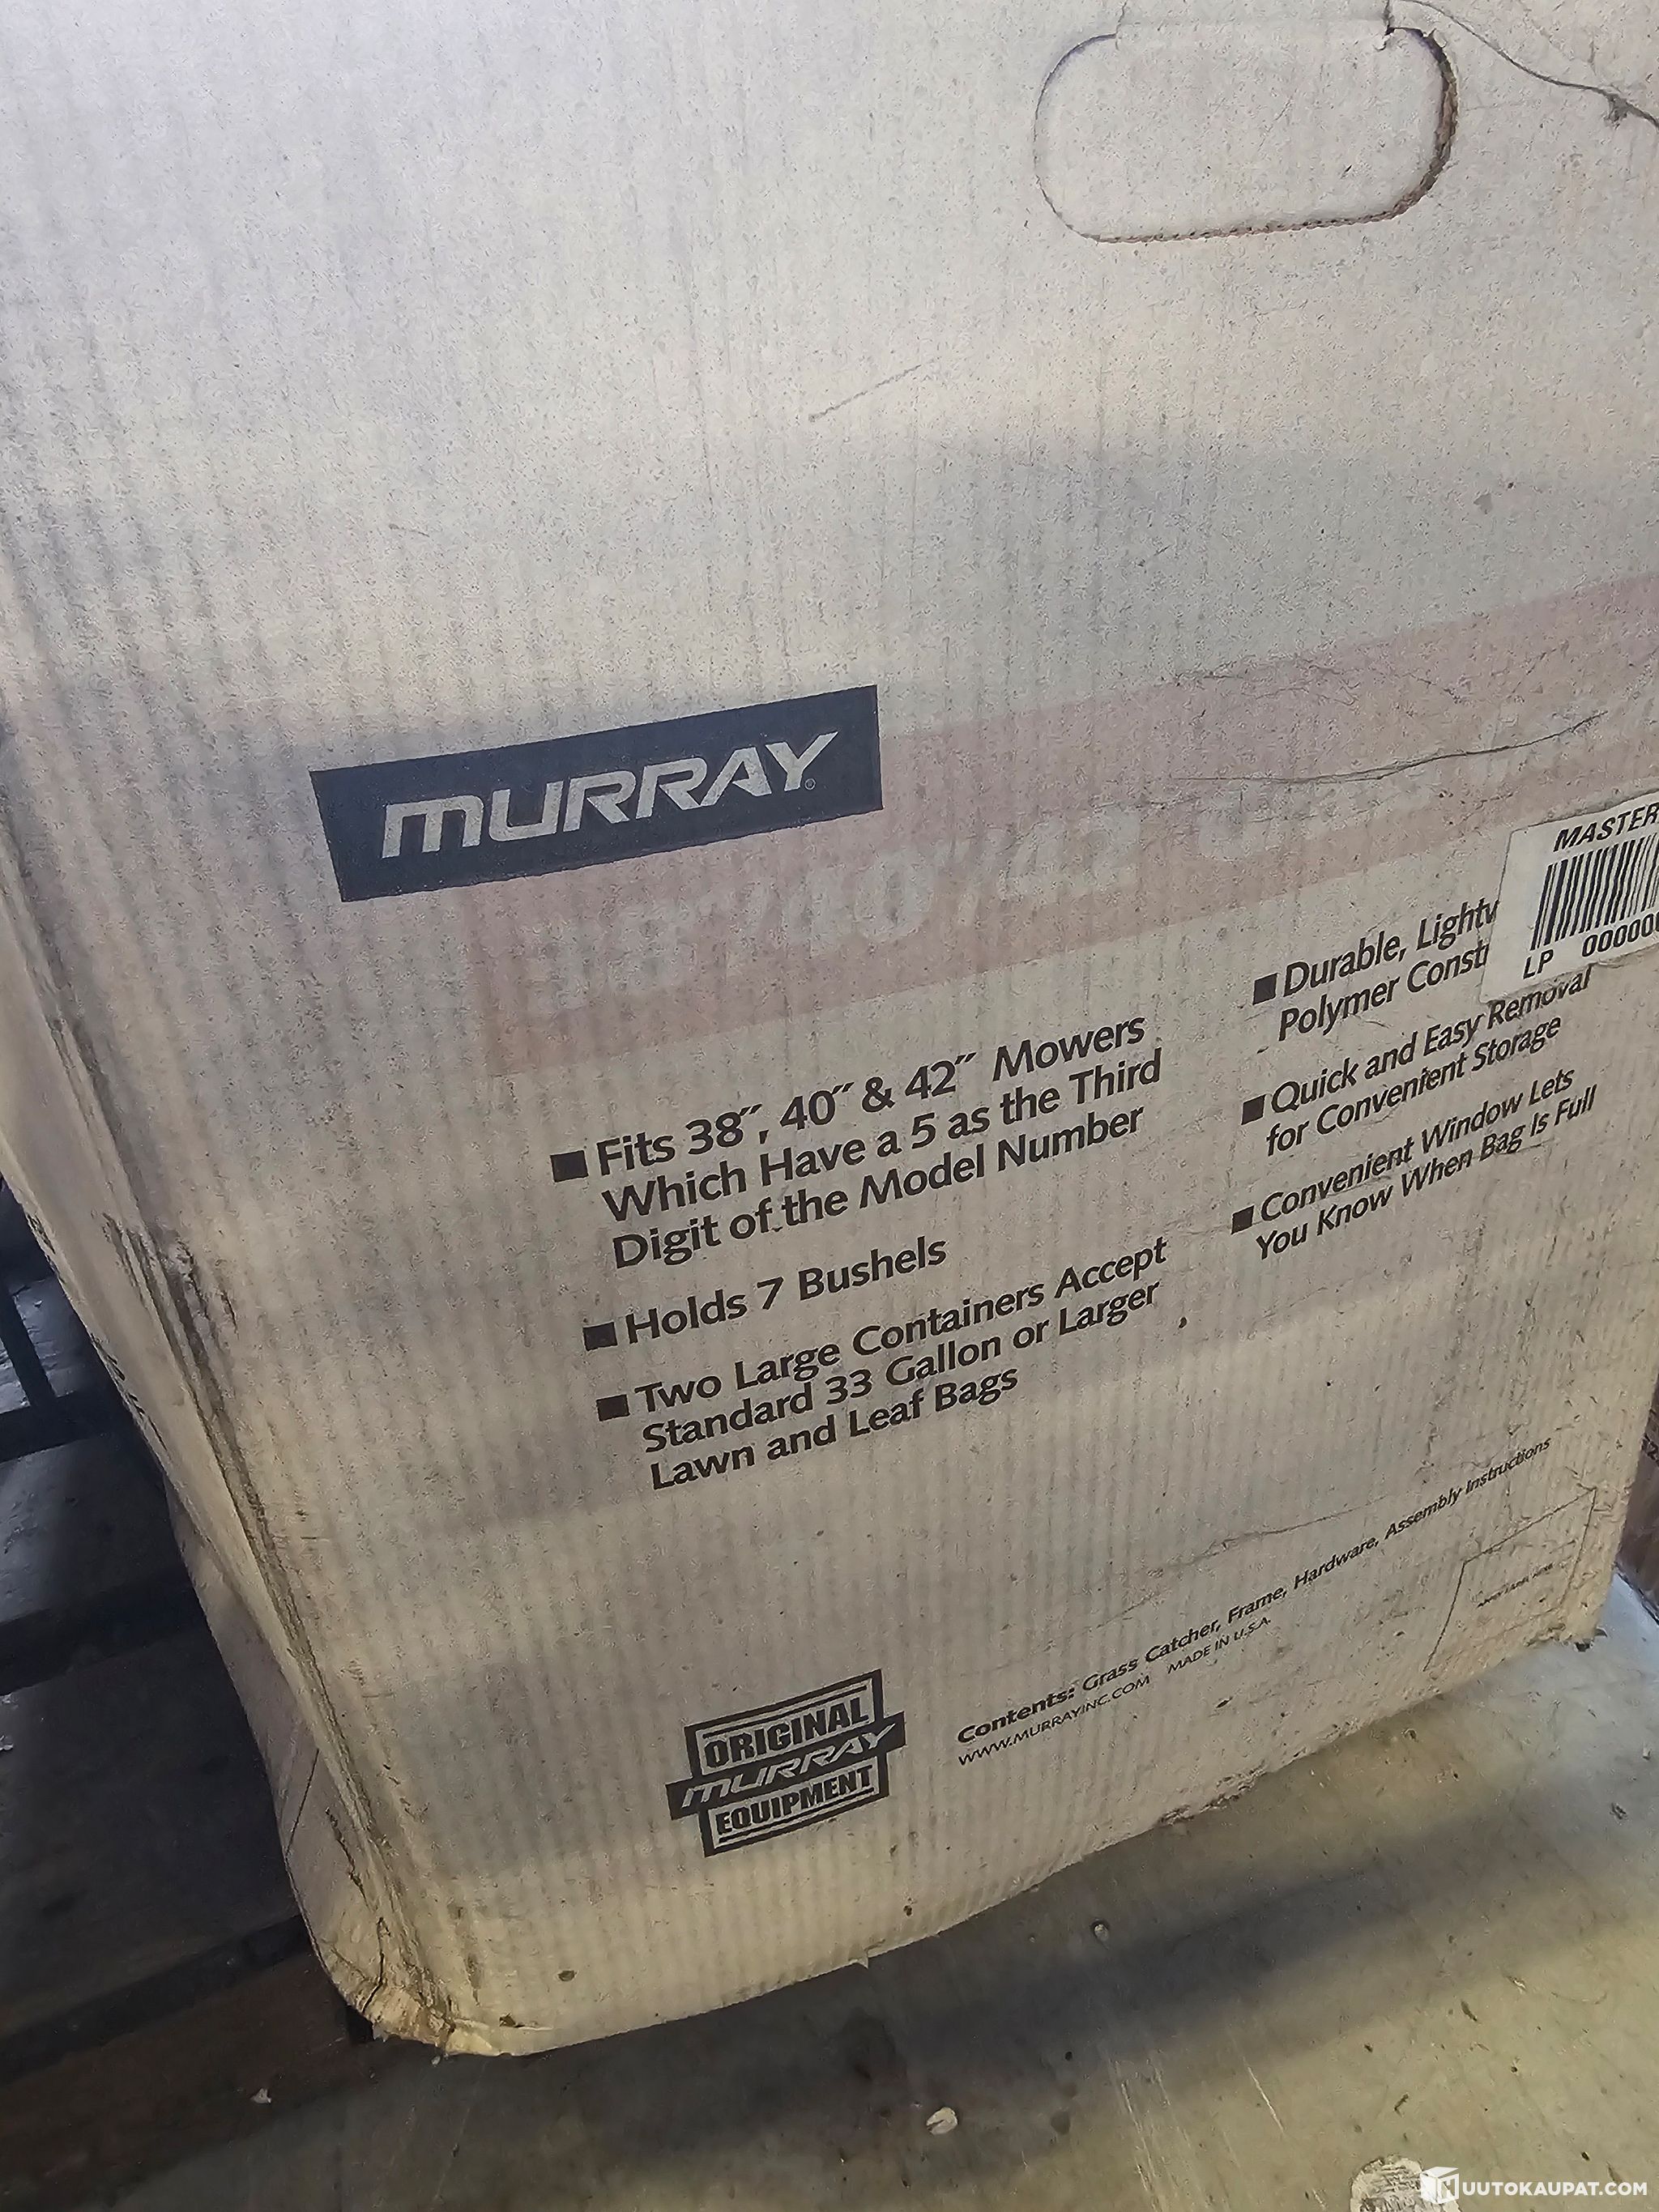 MURRAY®
MASTER
LP 00000
■ Fits 38″, 40″ & 42″ Mowers
Which Have a 5 as the Third
Digit of the Model Number
■ Holds 7 Bushels
■ Two Large Containers Accept
Standard 33 Gallon or Larger
Lawn and Leaf Bags
■ Durable,
Polymer
■ Quick and Easy Removal
for Convenient Storage
■ Convenient Window Lets
You Know When Bag Is Full
ORIGINAL
MURRAY
EQUIPMENT
Contents: Grass Catcher, Frame, Hardware, Assembly Instructions
WWW.MURRAYINC.COM MADE IN U.S.A.
HUUTOKAUPAT.COM